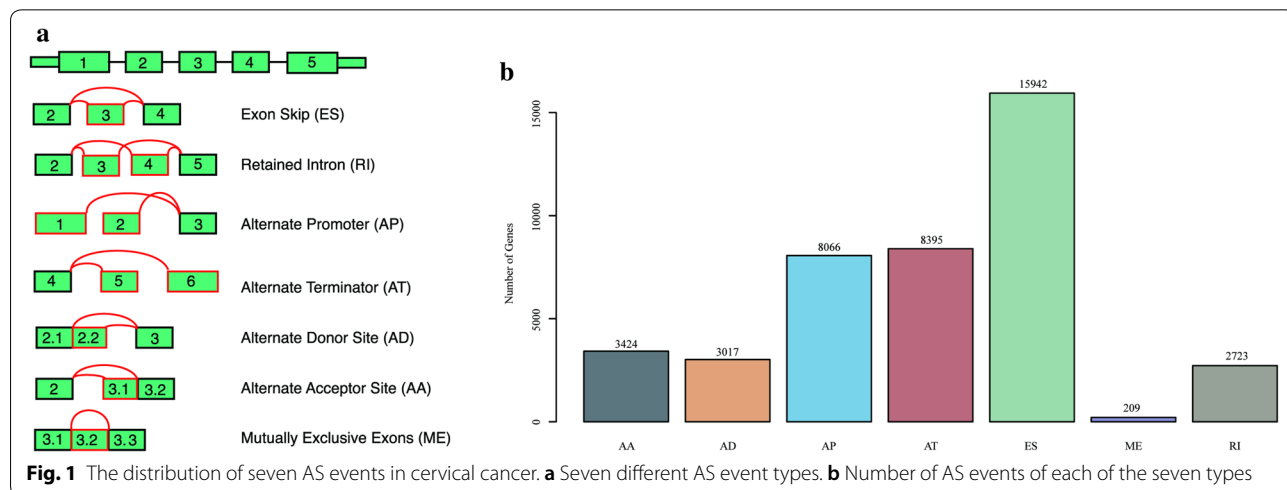 a
1 2 3 4 5
2 3 4 Exon Skip (ES)
2 3 4 5 Retained Intron (RI)
1 2 3 Alternate Promoter (AP)
4 5 6 Alternate Terminator (AT)
2.1 2.2 3 Alternate Donor Site (AD)
2 3.1 3.2 Alternate Acceptor Site (AA)
3.1 3.2 3.3 Mutually Exclusive Exons (ME)
b
Number of Genes
15000
10000
5000
0
3424 3017 8066 8395 15942 209 2723
AA AD AP AT ES ME RI
Fig. 1 The distribution of seven AS events in cervical cancer. a Seven different AS event types. b Number of AS events of each of the seven types